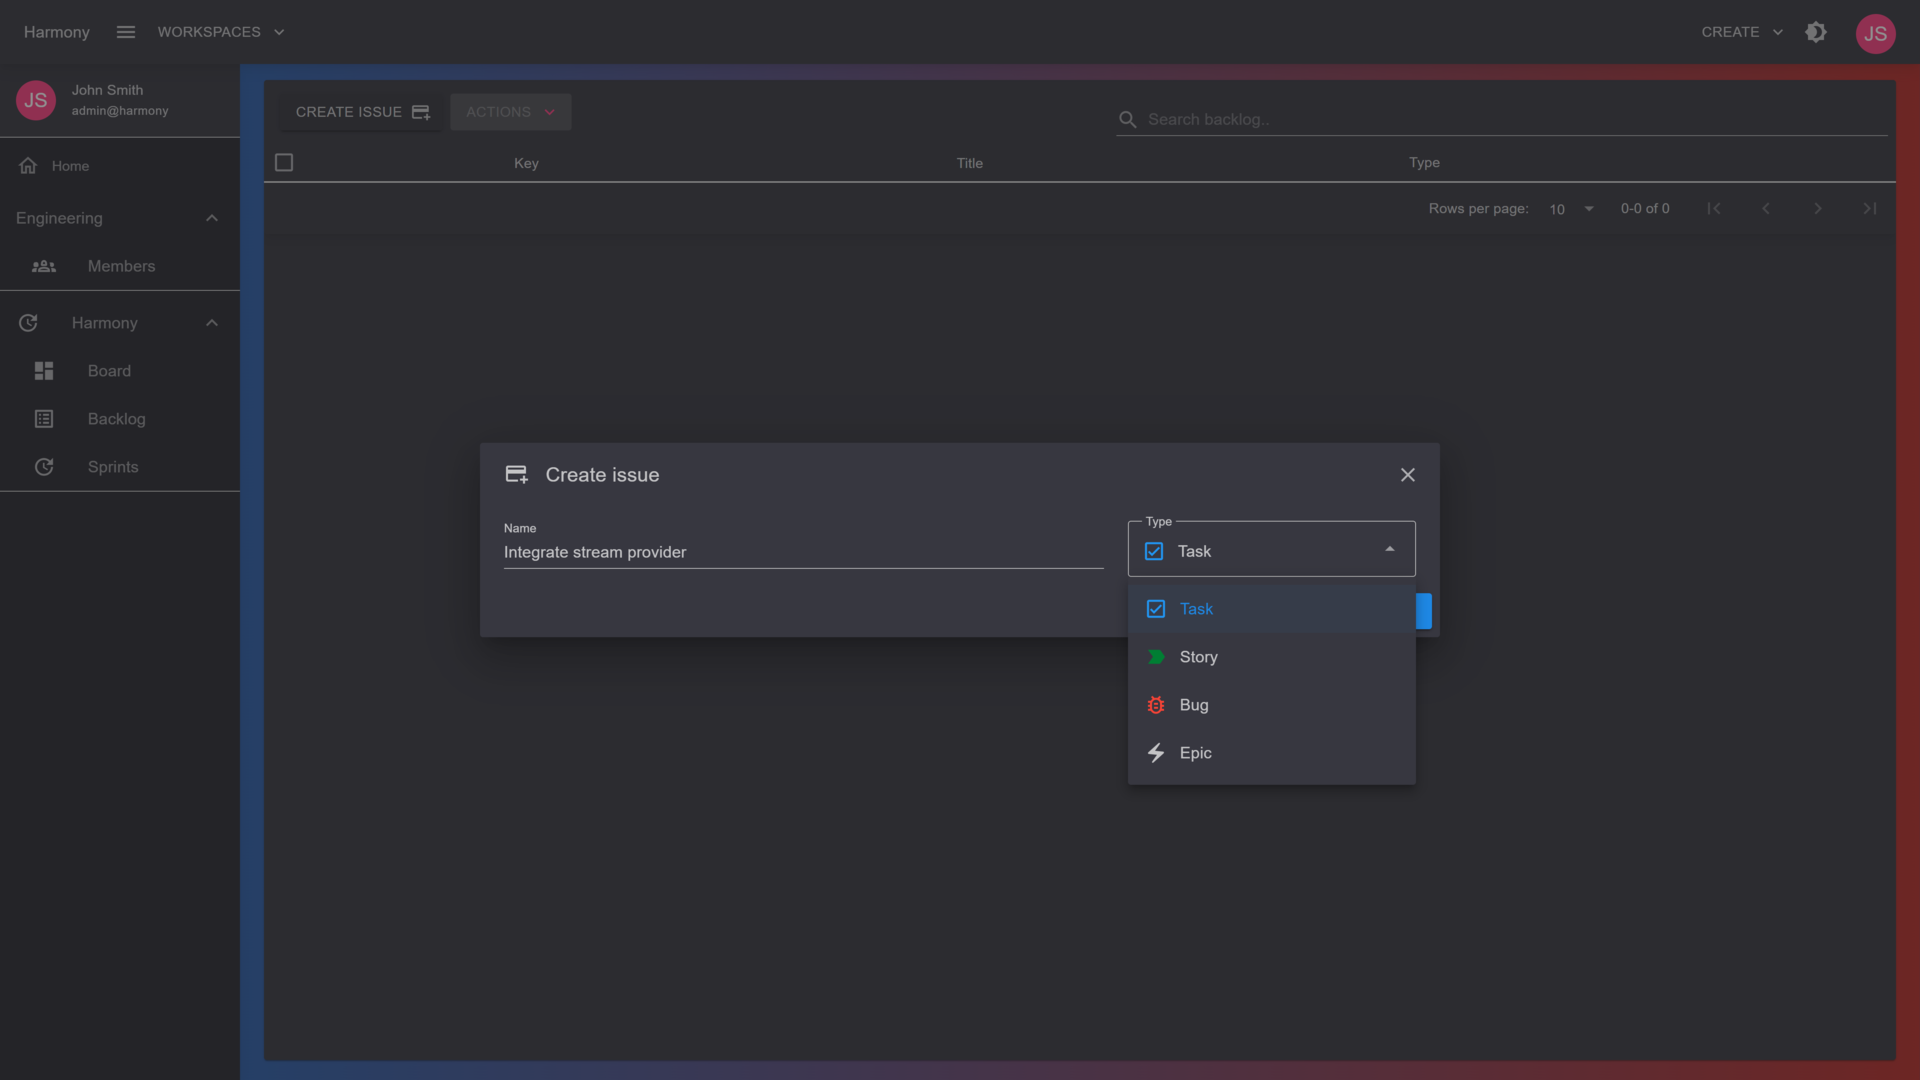 Harmony
WORKSPACES
CREATE
JS
JS
John Smith
admin@harmony
Home
Engineering
Members
Harmony
Board
Backlog
Sprints
CREATE ISSUE
ACTIONS
Search backlog..
Key Title Type
Rows per page: 10 0-0 of 0
Create issue
Name
Integrate stream provider
Type
Task
Task
Story
Bug
Epic